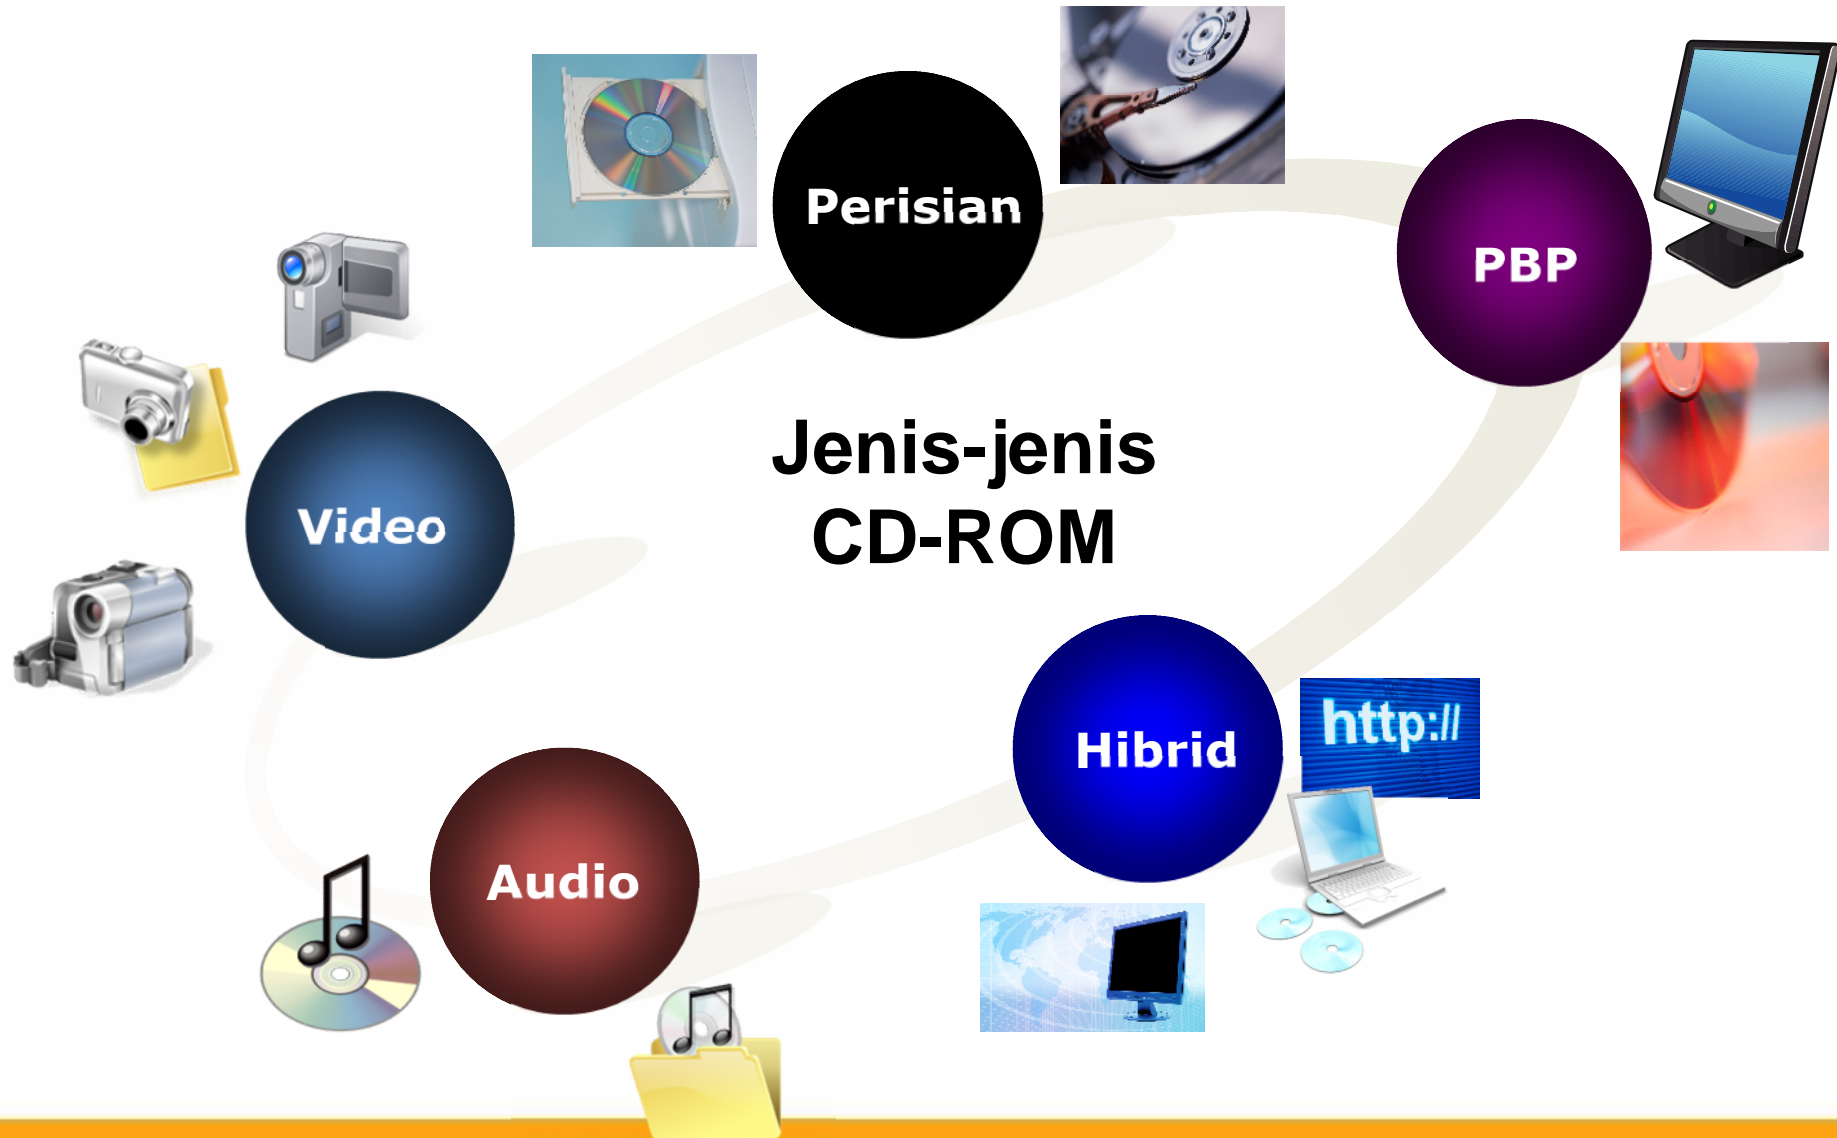 Perisian
PBP
Jenis-jenis
CD-ROM
Video
Hibrid
http://
Audio